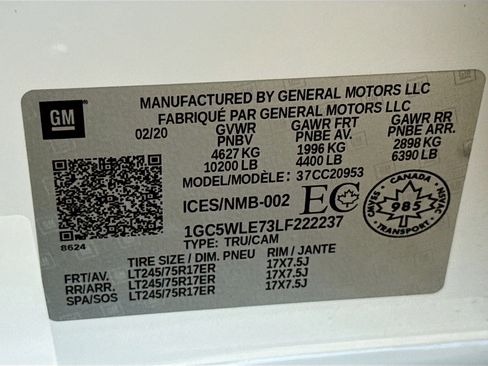 GM
MANUFACTURED BY GENERAL MOTORS LLC
FABRIQUÉ PAR GENERAL MOTORS LLC
02/20 GVWR GAWR FRT GAWR RR
PNBV PNBE AV. PNBE ARR.
4627 KG 1996 KG 2898 KG
10200 LB 4400 LB 6390 LB
MODEL/MODÈLE: 37CC20953
ICES/NMB-002 EC
CANADA
CMVSS 985 NSVAC
TRANSPORT
1GC5WLE73LF222237
TYPE: TRU/CAM
8624
TIRE SIZE / DIM. PNEU RIM / JANTE
FRT/AV. LT245/75R17ER 17X7.5J
RR/ARR. LT245/75R17ER 17X7.5J
SPA/SOS LT245/75R17ER 17X7.5J